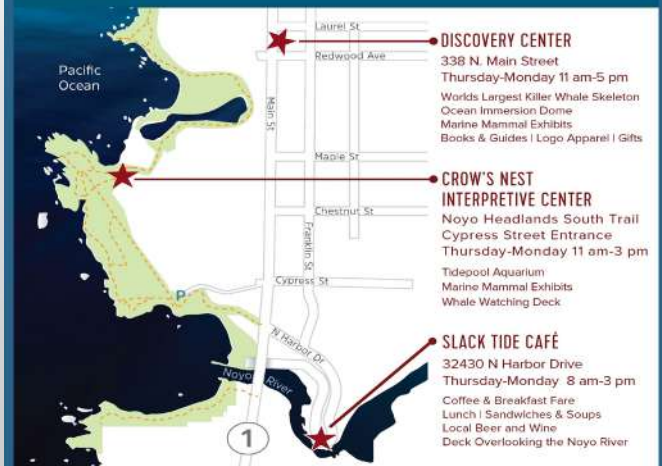 Laurel St
Redwood Ave
Pacific
Ocean
Main St
Maple St
Chestnut St
Franklin St
Cypress St
P
N Harbor Dr
Noyo River
1
DISCOVERY CENTER
338 N. Main Street
Thursday-Monday 11 am-5 pm
Worlds Largest Killer Whale Skeleton
Ocean Immersion Dome
Marine Mammal Exhibits
Books & Guides | Logo Apparel | Gifts
CROW'S NEST
INTERPRETIVE CENTER
Noyo Headlands South Trail
Cypress Street Entrance
Thursday-Monday 11 am-3 pm
Tidepool Aquarium
Marine Mammal Exhibits
Whale Watching Deck
SLACK TIDE CAFÉ
32430 N Harbor Drive
Thursday-Monday 8 am-3 pm
Coffee & Breakfast Fare
Lunch | Sandwiches & Soups
Local Beer and Wine
Deck Overlooking the Noyo River